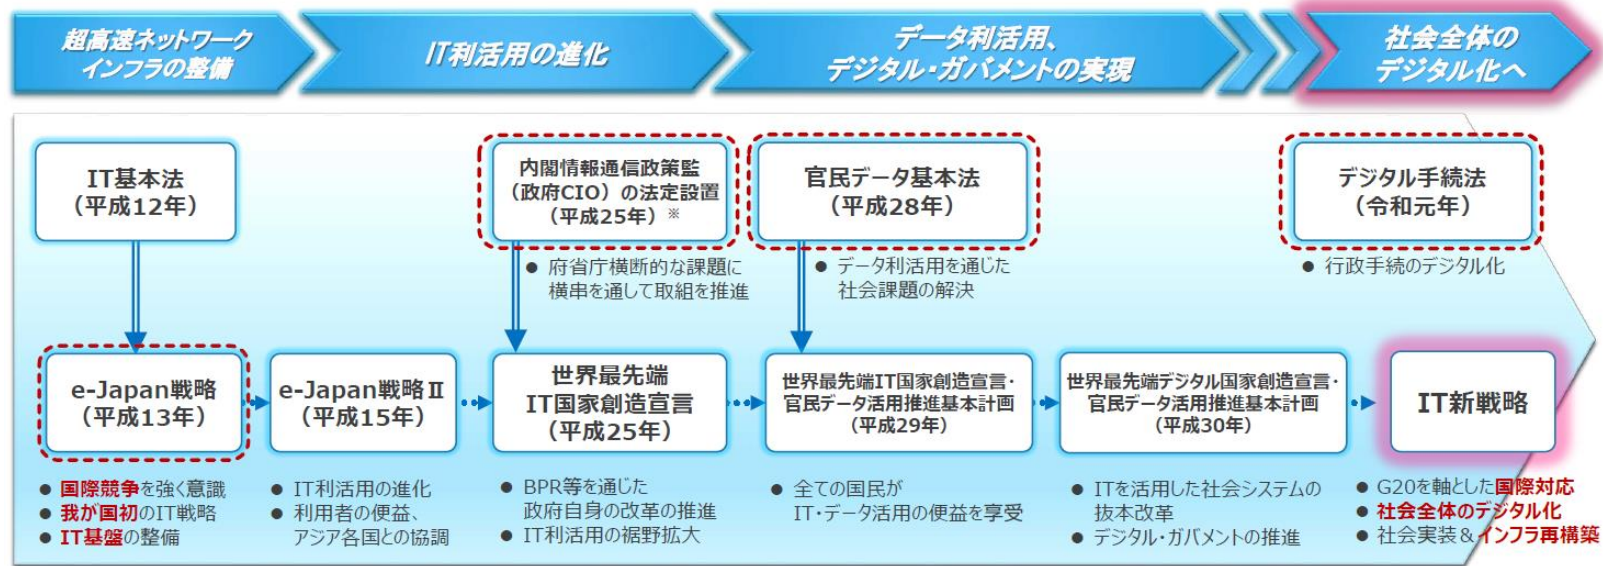 超高速ネットワーク
インフラの整備
IT利活用の進化
データ利活用、
デジタル・ガバメントの実現
社会全体の
デジタル化へ
IT基本法
（平成12年）
内閣情報通信政策監
（政府CIO）の法定設置
（平成25年）※
● 府省庁横断的な課題に
横串を通して取組を推進
官民データ基本法
（平成28年）
● データ利活用を通じた
社会課題の解決
デジタル手続法
（令和元年）
● 行政手続のデジタル化
e-Japan戦略
（平成13年）
e-Japan戦略Ⅱ
（平成15年）
世界最先端
IT国家創造宣言
（平成25年）
世界最先端IT国家創造宣言・
官民データ活用推進基本計画
（平成29年）
世界最先端デジタル国家創造宣言・
官民データ活用推進基本計画
（平成30年）
IT新戦略
● 国際競争を強く意識
● 我が国初のIT戦略
● IT基盤の整備
● IT利活用の進化
● 利用者の便益、
アジア各国との協調
● BPR等を通じた
政府自身の改革の推進
● IT利活用の裾野拡大
● 全ての国民が
IT・データ活用の便益を享受
● ITを活用した社会システムの
抜本改革
● デジタル・ガバメントの推進
● G20を軸とした国際対応
● 社会全体のデジタル化
● 社会実装＆インフラ再構築